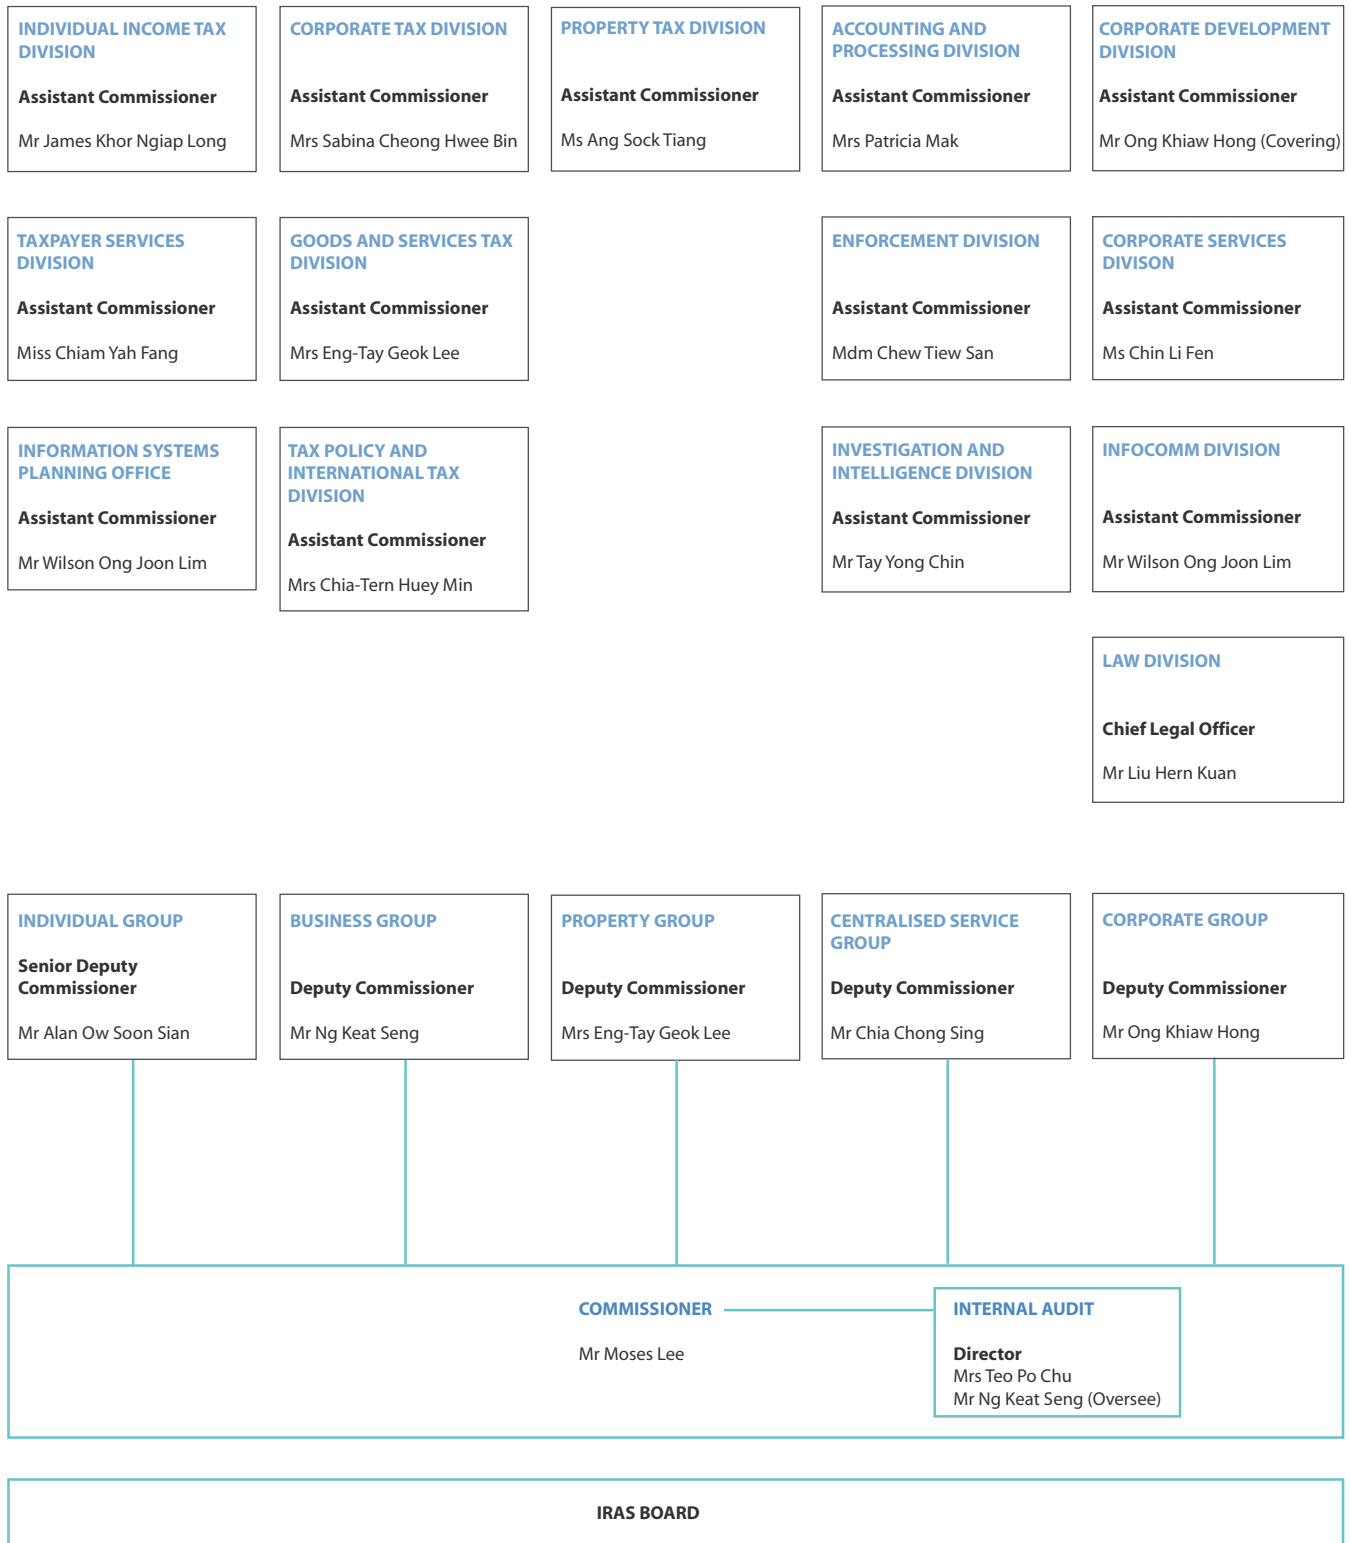 INDIVIDUAL INCOME TAX
DIVISION
Assistant Commissioner
Mr James Khor Ngiap Long
CORPORATE TAX DIVISION
Assistant Commissioner
Mrs Sabina Cheong Hwee Bin
PROPERTY TAX DIVISION
Assistant Commissioner
Ms Ang Sock Tiang
ACCOUNTING AND
PROCESSING DIVISION
Assistant Commissioner
Mrs Patricia Mak
CORPORATE DEVELOPMENT
DIVISION
Assistant Commissioner
Mr Ong Khiaw Hong (Covering)
TAXPAYER SERVICES
DIVISION
Assistant Commissioner
Miss Chiam Yah Fang
GOODS AND SERVICES TAX
DIVISION
Assistant Commissioner
Mrs Eng-Tay Geok Lee
ENFORCEMENT DIVISION
Assistant Commissioner
Mdm Chew Tiew San
CORPORATE SERVICES
DIVISON
Assistant Commissioner
Ms Chin Li Fen
INFORMATION SYSTEMS
PLANNING OFFICE
Assistant Commissioner
Mr Wilson Ong Joon Lim
TAX POLICY AND
INTERNATIONAL TAX
DIVISION
Assistant Commissioner
Mrs Chia-Tern Huey Min
INVESTIGATION AND
INTELLIGENCE DIVISION
Assistant Commissioner
Mr Tay Yong Chin
INFOCOMM DIVISION
Assistant Commissioner
Mr Wilson Ong Joon Lim
LAW DIVISION
Chief Legal Officer
Mr Liu Hern Kuan
INDIVIDUAL GROUP
Senior Deputy
Commissioner
Mr Alan Ow Soon Sian
BUSINESS GROUP
Deputy Commissioner
Mr Ng Keat Seng
PROPERTY GROUP
Deputy Commissioner
Mrs Eng-Tay Geok Lee
CENTRALISED SERVICE
GROUP
Deputy Commissioner
Mr Chia Chong Sing
CORPORATE GROUP
Deputy Commissioner
Mr Ong Khiaw Hong
COMMISSIONER
Mr Moses Lee
INTERNAL AUDIT
Director
Mrs Teo Po Chu
Mr Ng Keat Seng (Oversee)
IRAS BOARD